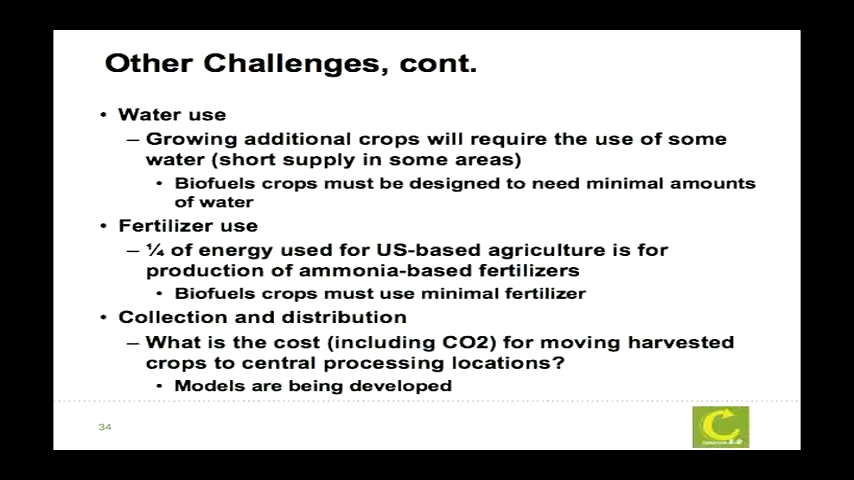 Other Challenges, cont.
• Water use
– Growing additional crops will require the use of some
water (short supply in some areas)
• Biofuels crops must be designed to need minimal amounts
of water
• Fertilizer use
– ¼ of energy used for US-based agriculture is for
production of ammonia-based fertilizers
• Biofuels crops must use minimal fertilizer
• Collection and distribution
– What is the cost (including CO2) for moving harvested
crops to central processing locations?
• Models are being developed
34